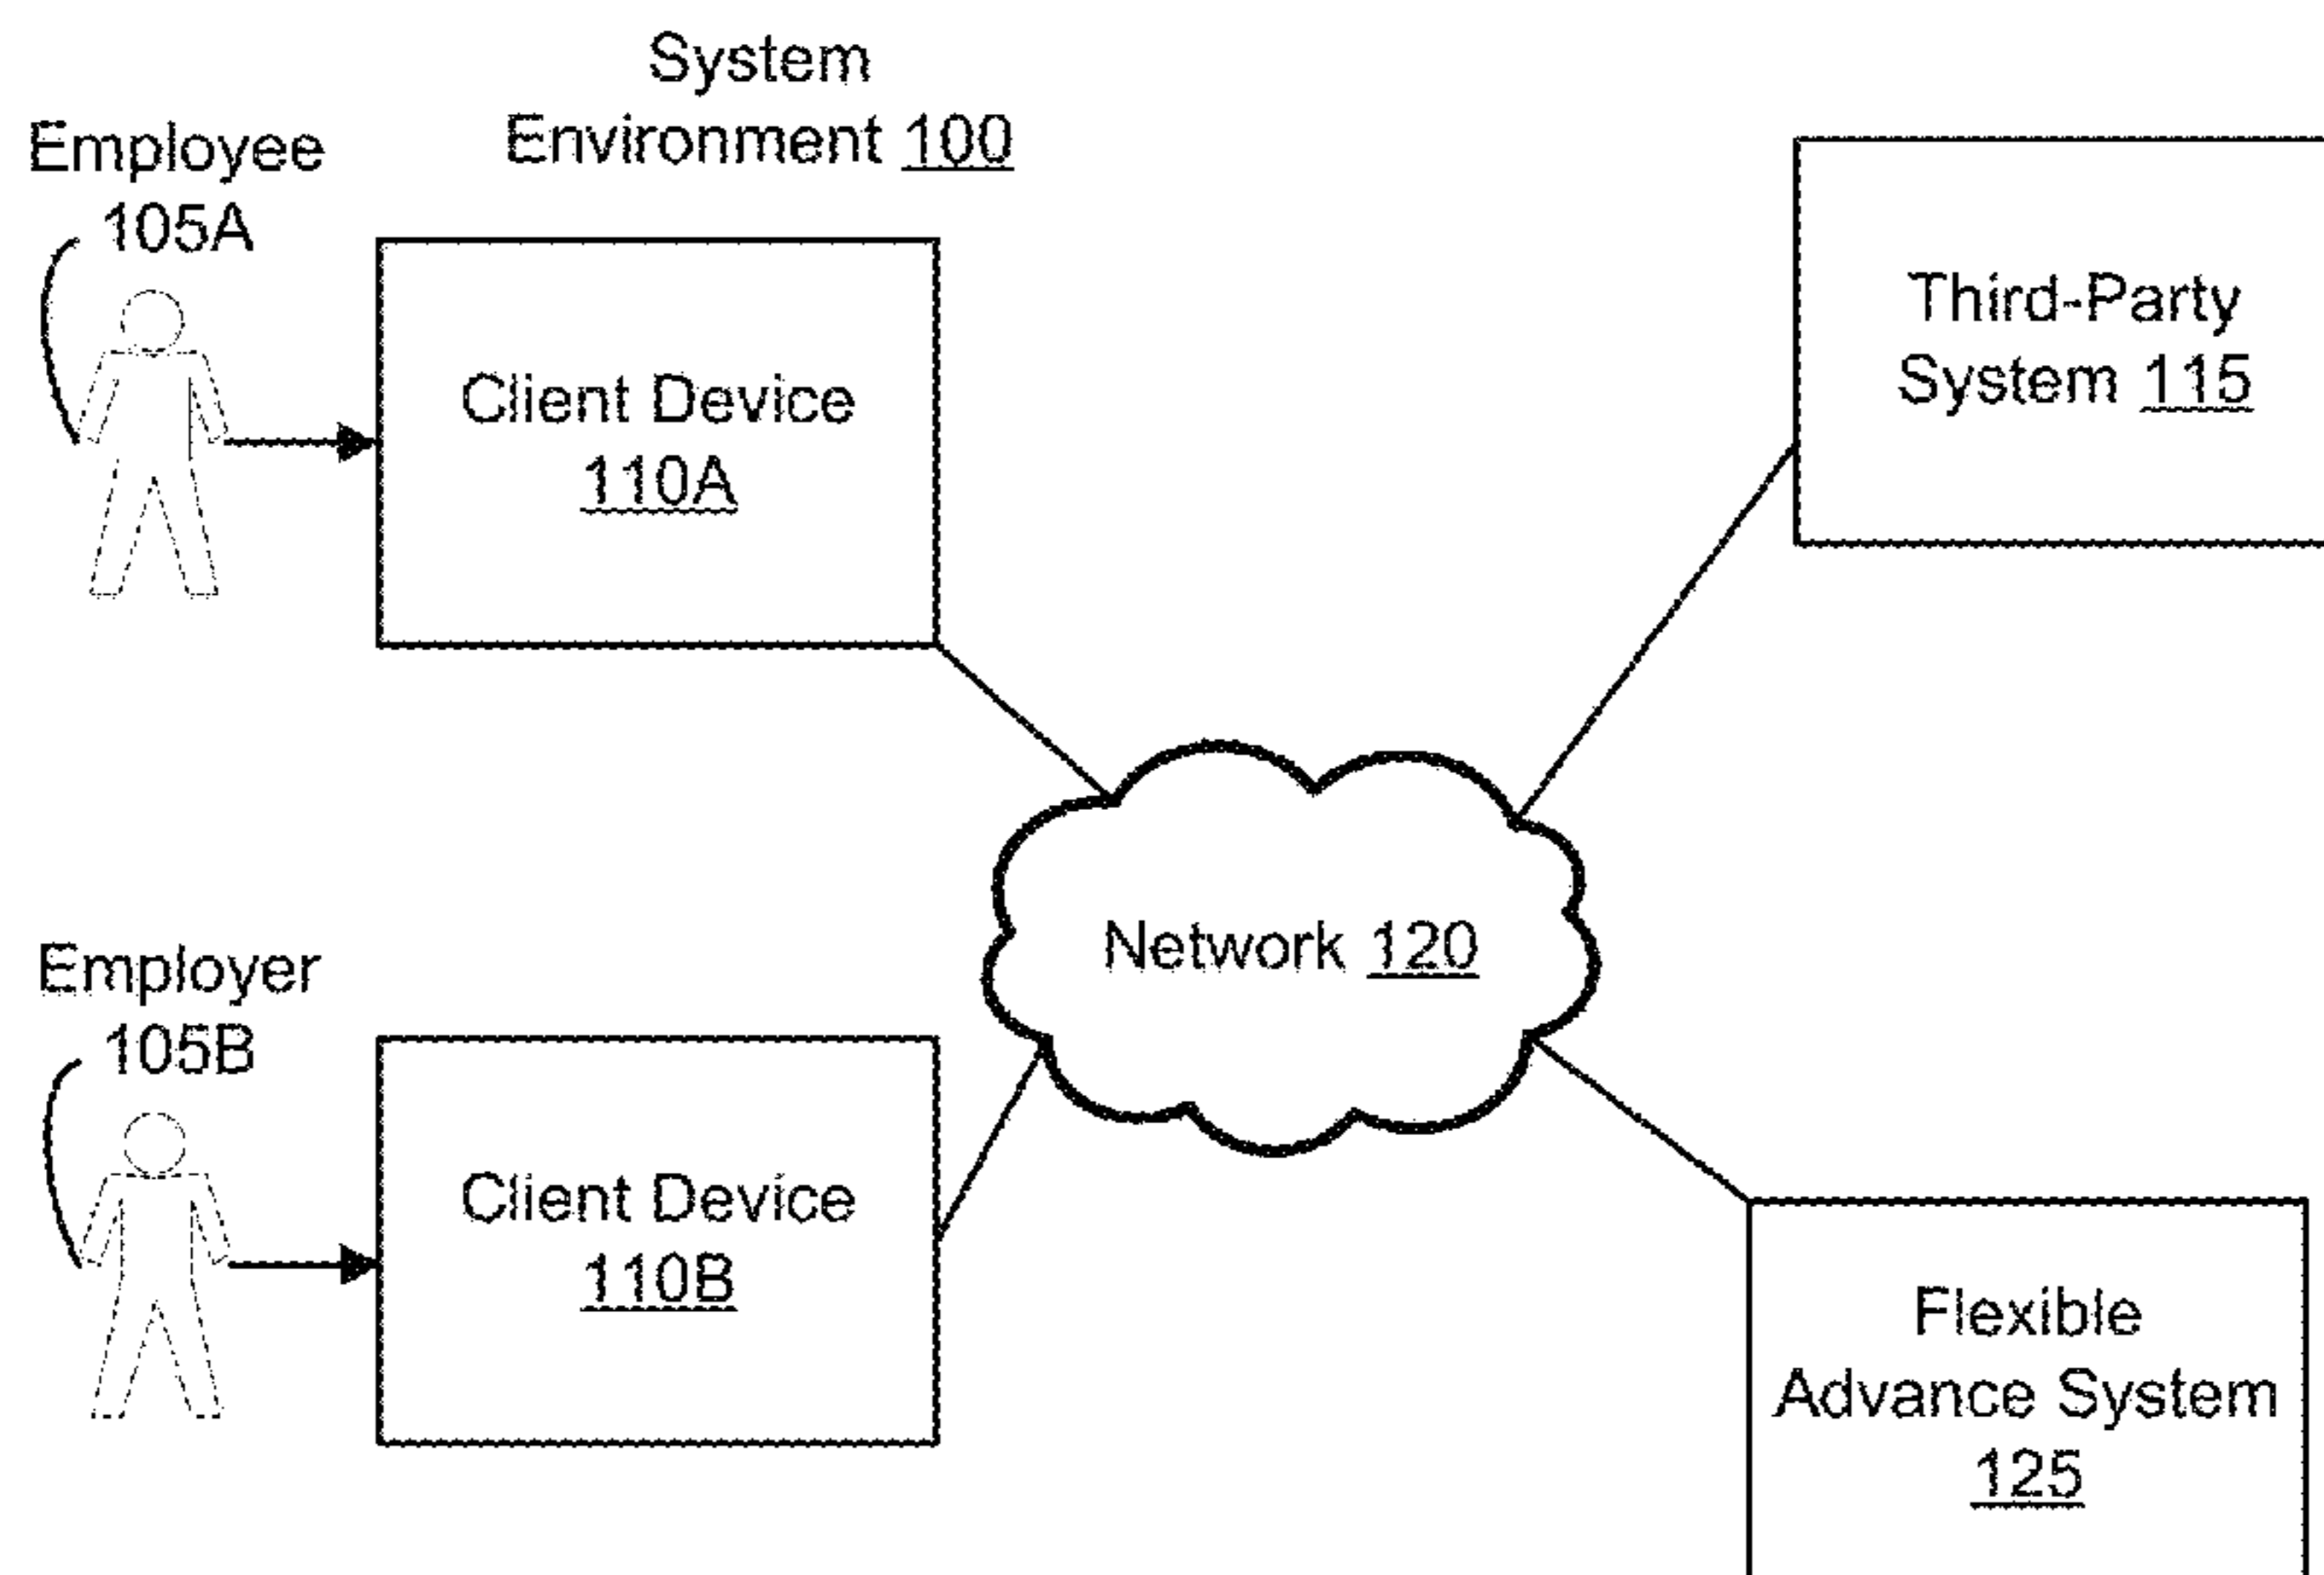 System
Environment 100
Employee
105A
Client Device
110A
Third-Party
System 115
Network 120
Employer
105B
Client Device
110B
Flexible
Advance System
125